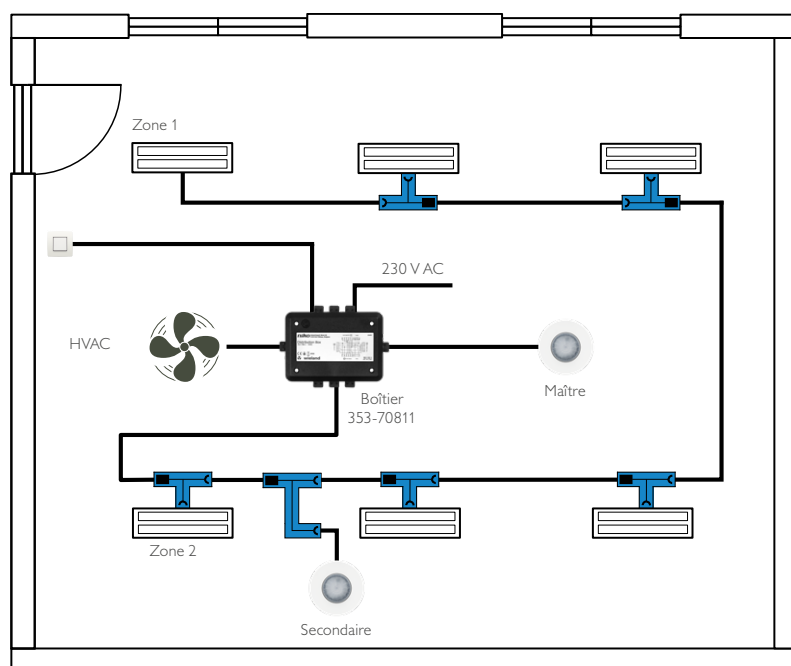 Zone 1
230 V AC
HVAC
Maître
Boîtier
353-70811
Zone 2
Secondaire